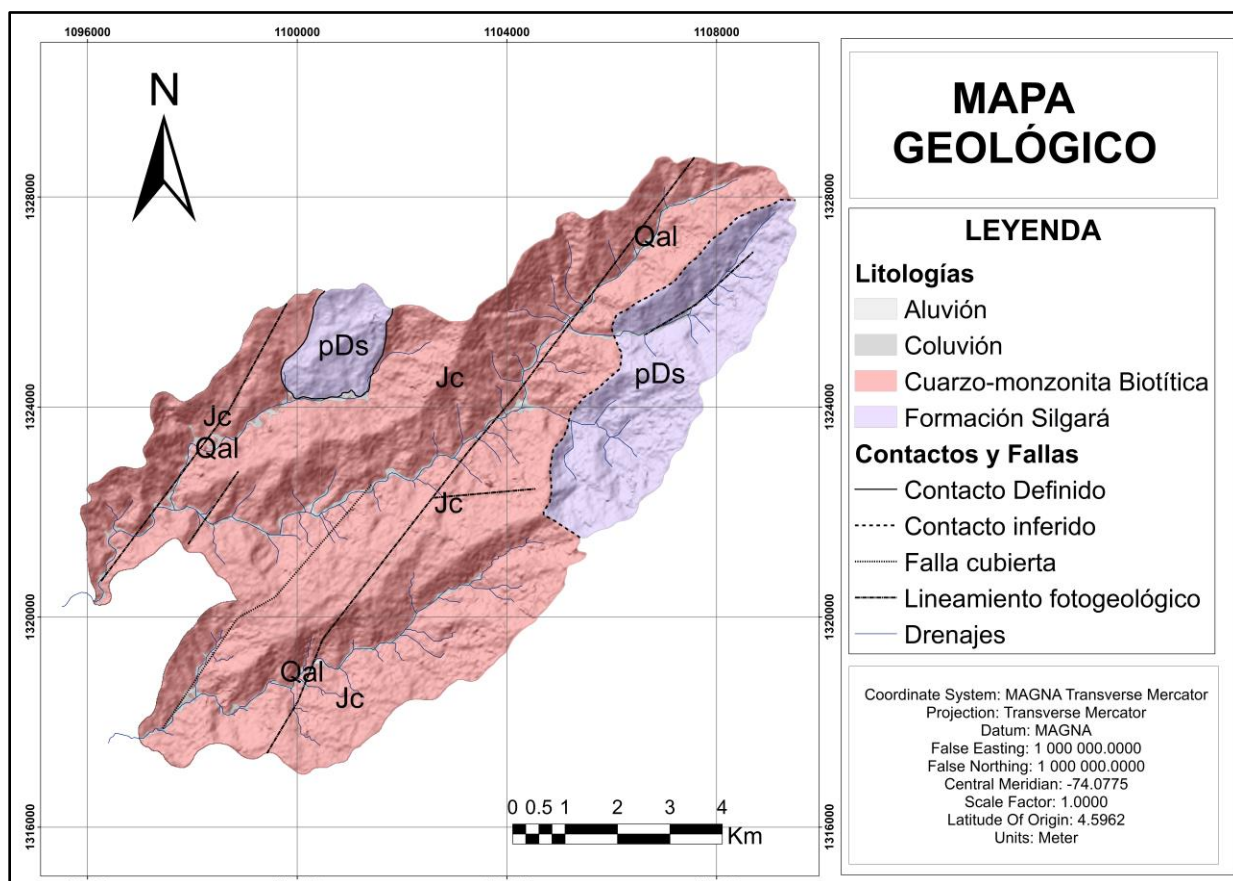 1096000
1100000
1104000
1108000
1328000
1324000
1320000
1316000
N
Qal
pDs
pDs
Jc
Jc
Qal
Jc
Qal
Jc
1328000
1324000
1320000
1316000
0 0.5 1 2 3 4
Km
MAPA
GEOLÓGICO
LEYENDA
Litologías
Aluvión
Coluvión
Cuarzo-monzonita Biotítica
Formación Silgará
Contactos y Fallas
Contacto Definido
Contacto inferido
Falla cubierta
Lineamiento fotogeológico
Drenajes
Coordinate System: MAGNA Transverse Mercator
Projection: Transverse Mercator
Datum: MAGNA
False Easting: 1 000 000.0000
False Northing: 1 000 000.0000
Central Meridian: -74.0775
Scale Factor: 1.0000
Latitude Of Origin: 4.5962
Units: Meter